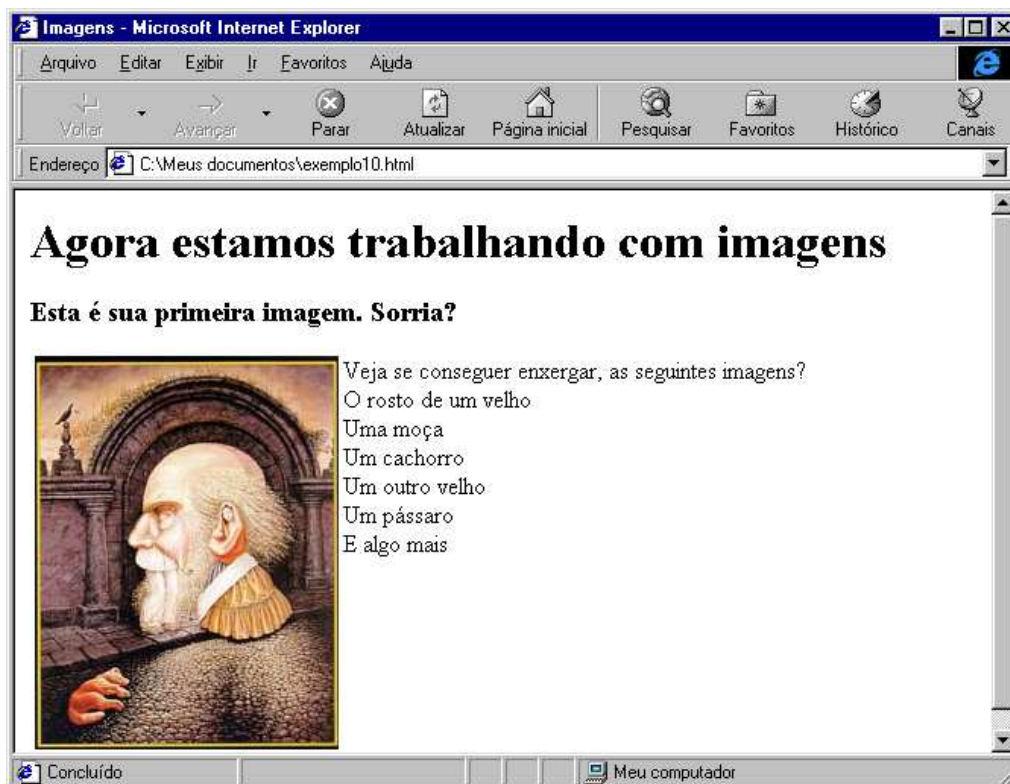 Imagens - Microsoft Internet Explorer
Arquivo Editar Exibir Ir Favoritos Ajuda
Voltar Avançar Parar Atualizar Página inicial Pesquisar Favoritos Histórico Canais
Endereço C:\Meus documentos\exemplo10.html
Agora estamos trabalhando com imagens
Esta é sua primeira imagem. Sorria?
Veja se conseguer enxergar, as seguintes imagens?
O rosto de um velho
Uma moça
Um cachorro
Um outro velho
Um pássaro
E algo mais
Concluído Meu computador